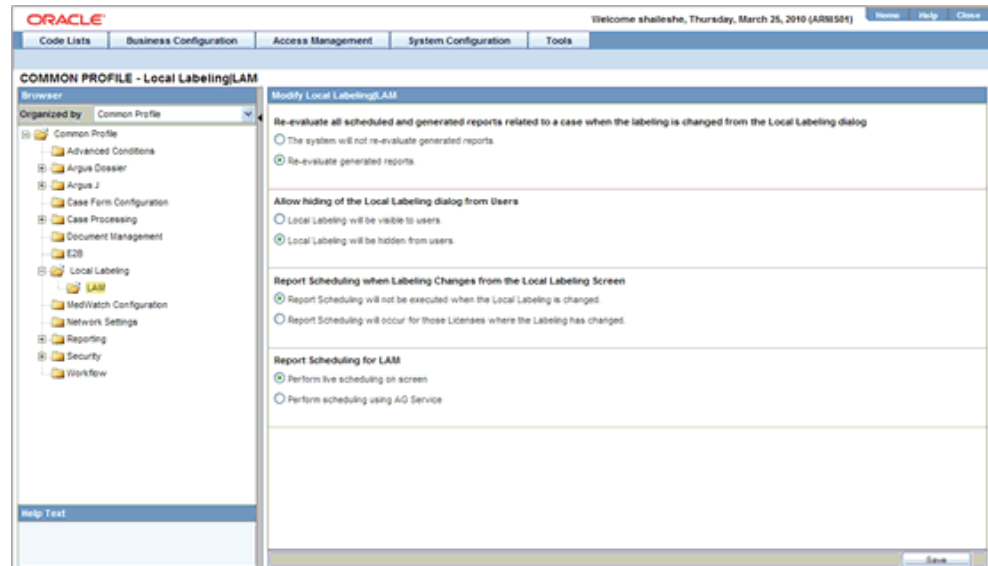 ORACLE
Welcome shaileshe, Thursday, March 25, 2010 (ARMIS01)
Home Help Close
Code Lists Business Configuration Access Management System Configuration Tools
COMMON PROFILE - Local Labeling|LAM
Browser
Organized by Common Profile
Common Profile
Advanced Conditions
Argus Dossier
Argus J
Case Form Configuration
Case Processing
Document Management
E2B
Local Labeling
LAM
MedWatch Configuration
Network Settings
Reporting
Security
Workflow
Help Text
Modify Local Labeling|LAM
Re-evaluate all scheduled and generated reports related to a case when the labeling is changed from the Local Labeling dialog
The system will not re-evaluate generated reports.
Re-evaluate generated reports.
Allow hiding of the Local Labeling dialog from Users
Local Labeling will be visible to users.
Local Labeling will be hidden from users.
Report Scheduling when Labeling Changes from the Local Labeling Screen
Report Scheduling will not be executed when the Local Labeling is changed.
Report Scheduling will occur for those Licenses where the Labeling has changed.
Report Scheduling for LAM
Perform live scheduling on screen
Perform scheduling using AG Service
Save